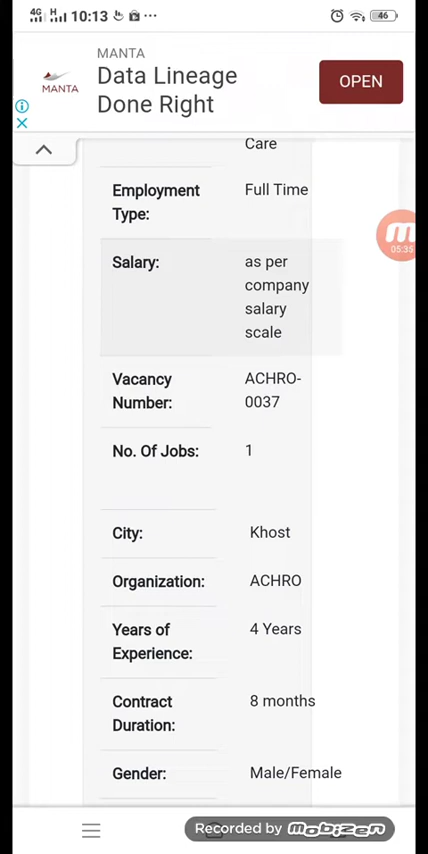 4G H 10:13 ... 46
MANTA
Data Lineage
Done Right
OPEN
MANTA
Care
Employment Type: Full Time
Salary: as per company salary scale
Vacancy Number: ACHRO-0037
No. Of Jobs: 1
City: Khost
Organization: ACHRO
Years of Experience: 4 Years
Contract Duration: 8 months
Gender: Male/Female
05:35
Recorded by Mobizen